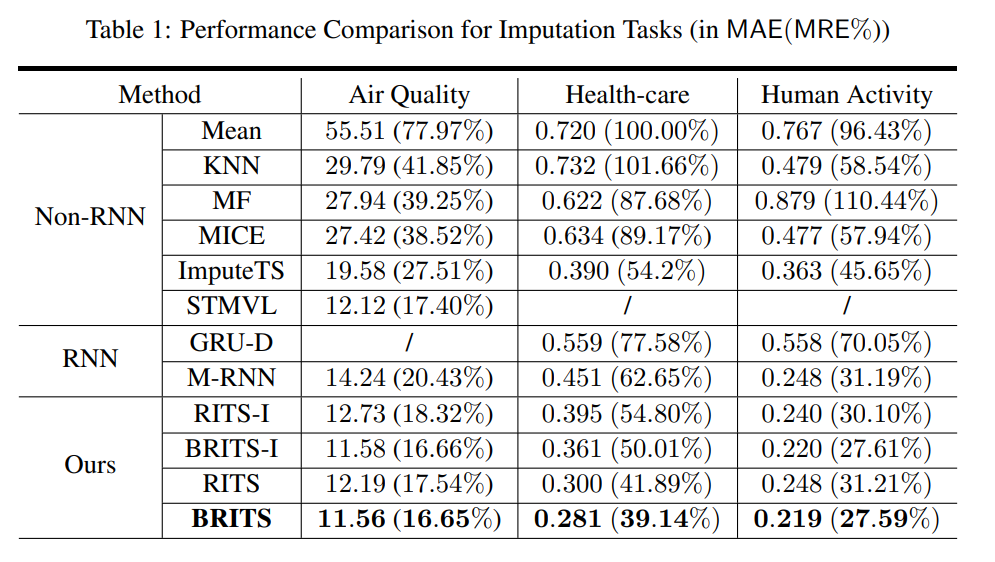 Table 1: Performance Comparison for Imputation Tasks (in MAE(MRE%))
Method Air Quality Health-care Human Activity
Non-RNN Mean 55.51 (77.97%) 0.720 (100.00%) 0.767 (96.43%)
KNN 29.79 (41.85%) 0.732 (101.66%) 0.479 (58.54%)
MF 27.94 (39.25%) 0.622 (87.68%) 0.879 (110.44%)
MICE 27.42 (38.52%) 0.634 (89.17%) 0.477 (57.94%)
ImputeTS 19.58 (27.51%) 0.390 (54.2%) 0.363 (45.65%)
STMVL 12.12 (17.40%) / /
RNN GRU-D / 0.559 (77.58%) 0.558 (70.05%)
M-RNN 14.24 (20.43%) 0.451 (62.65%) 0.248 (31.19%)
Ours RITS-I 12.73 (18.32%) 0.395 (54.80%) 0.240 (30.10%)
BRITS-I 11.58 (16.66%) 0.361 (50.01%) 0.220 (27.61%)
RITS 12.19 (17.54%) 0.300 (41.89%) 0.248 (31.21%)
BRITS 11.56 (16.65%) 0.281 (39.14%) 0.219 (27.59%)